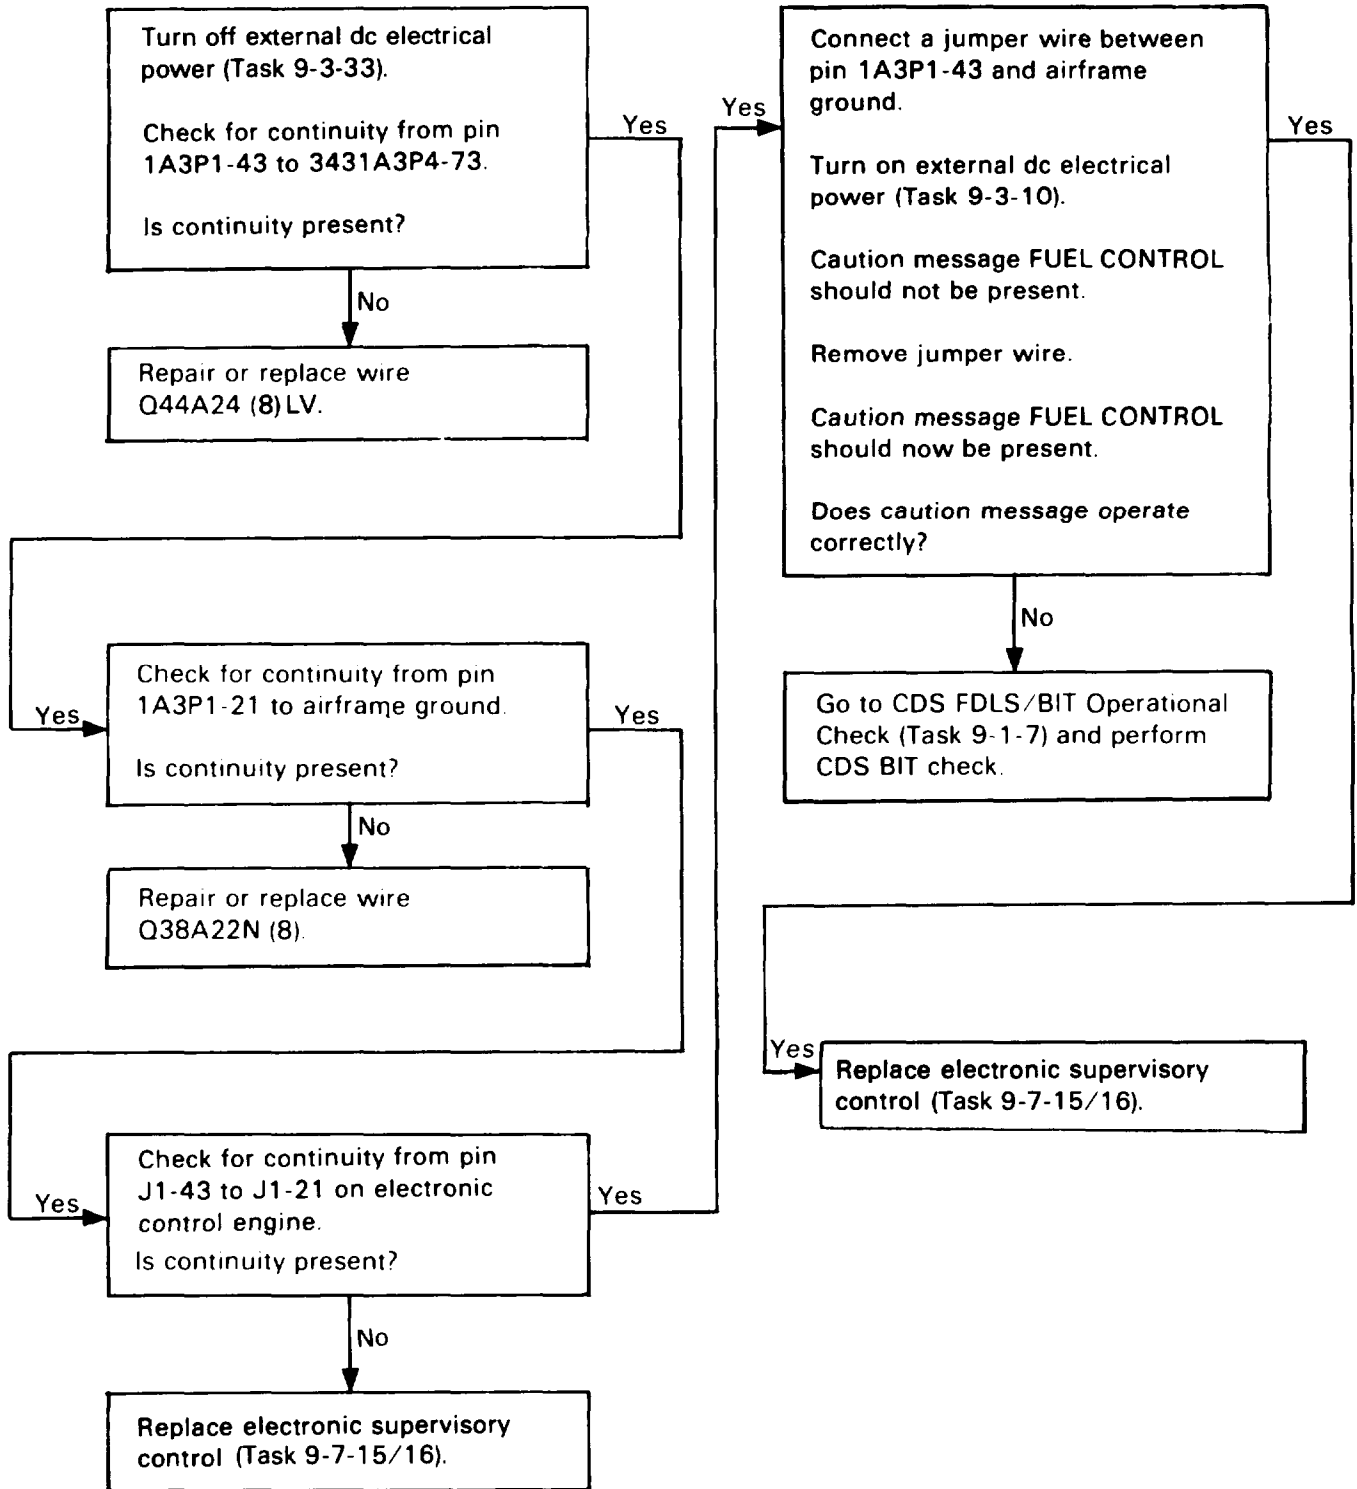 Turn off external dc electrical
power (Task 9-3-33).
Check for continuity from pin
1A3P1-43 to 3431A3P4-73.
Is continuity present?
Yes
No
Repair or replace wire
Q44A24 (8) LV.
Yes
Check for continuity from pin
1A3P1-21 to airframe ground.
Is continuity present?
Yes
No
Repair or replace wire
Q38A22N (8).
Yes
Check for continuity from pin
J1-43 to J1-21 on electronic
control engine.
Is continuity present?
Yes
No
Replace electronic supervisory
control (Task 9-7-15/16).
Yes
Connect a jumper wire between
pin 1A3P1-43 and airframe
ground.
Turn on external dc electrical
power (Task 9-3-10).
Caution message FUEL CONTROL
should not be present.
Remove jumper wire.
Caution message FUEL CONTROL
should now be present.
Does caution message operate
correctly?
Yes
No
Go to CDS FDLS/BIT Operational
Check (Task 9-1-7) and perform
CDS BIT check.
Yes
Replace electronic supervisory
control (Task 9-7-15/16).